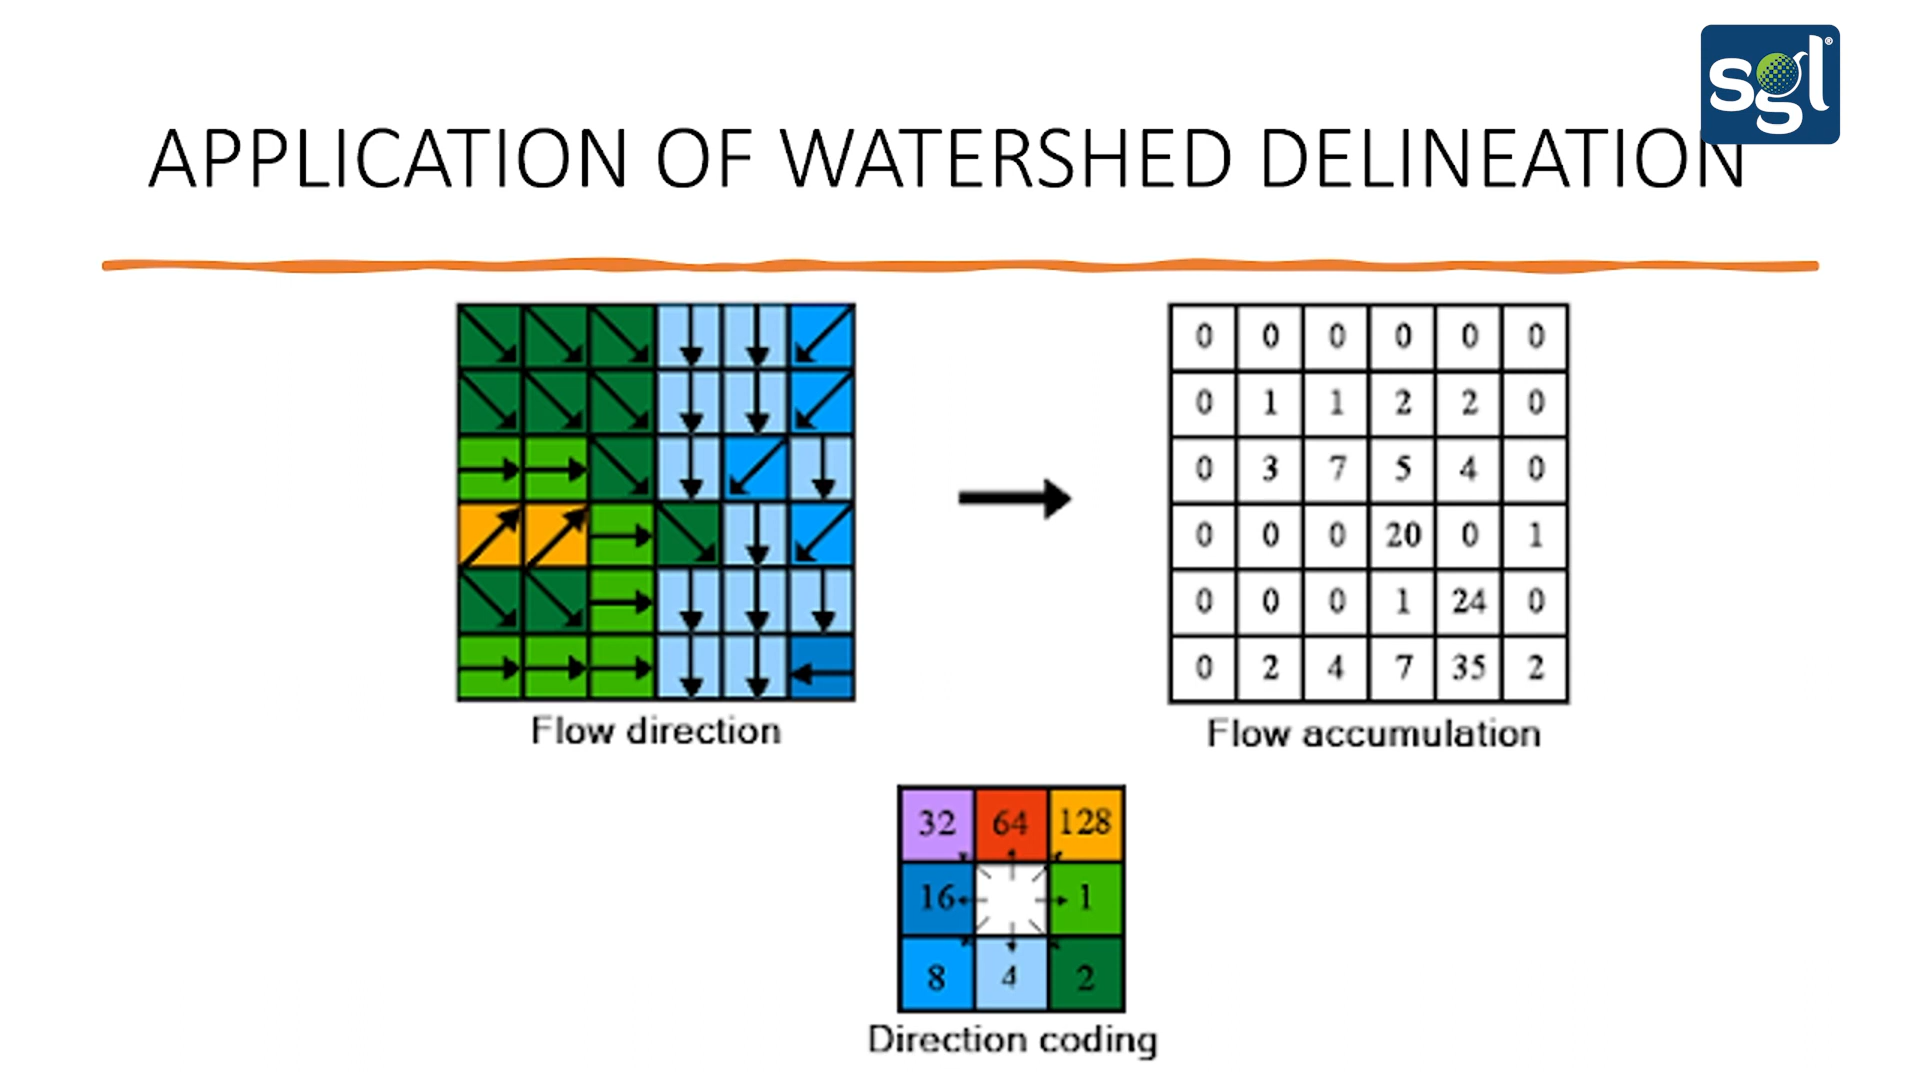 sgl®
APPLICATION OF WATERSHED DELINEATION
0 0 0 0 0 0
0 1 1 2 2 0
0 3 7 5 4 0
0 0 0 20 0 1
0 0 0 1 24 0
0 2 4 7 35 2
Flow direction
Flow accumulation
32 64 128
16 1
8 4 2
Direction coding